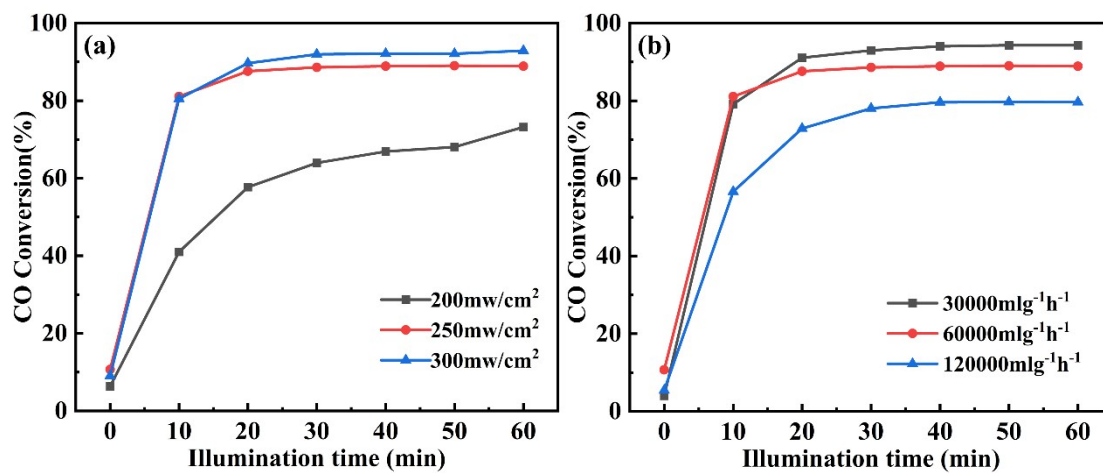 (a)
CO Conversion(%)
100
80
60
40
20
0
200mw/cm²
250mw/cm²
300mw/cm²
0 10 20 30 40 50 60
Illumination time (min)
(b)
CO Conversion(%)
100
80
60
40
20
0
30000mlg⁻¹h⁻¹
60000mlg⁻¹h⁻¹
120000mlg⁻¹h⁻¹
0 10 20 30 40 50 60
Illumination time (min)